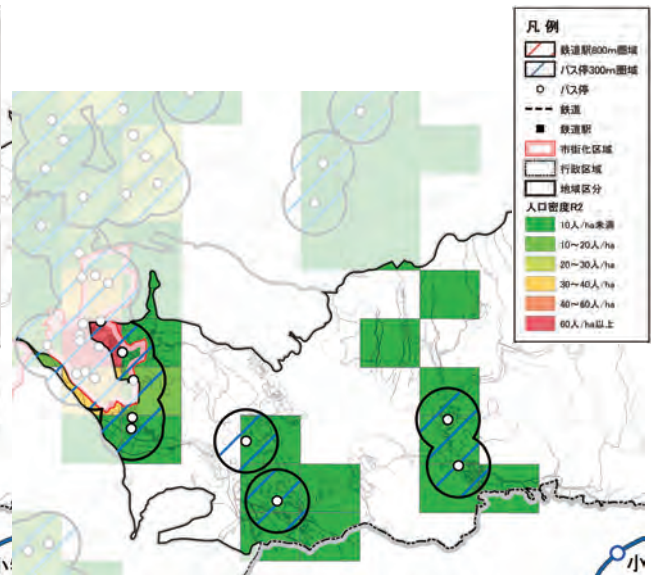 凡例
鉄道駅800m圏域
バス停300m圏域
バス停
鉄道
鉄道駅
市街化区域
行政区域
地域区分
人口密度R2
10人/ha未満
10~20人/ha
20~30人/ha
30~40人/ha
40~60人/ha
60人/ha以上
小